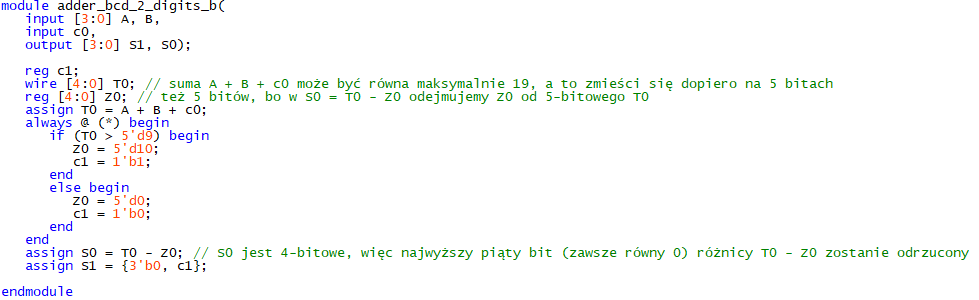 module adder_bcd_2_digits_b(
   input [3:0] A, B,
   input c0,
   output [3:0] S1, S0);

   reg c1;
   wire [4:0] T0; // suma A + B + c0 może być równa maksymalnie 19, a to zmieści się dopiero na 5 bitach
   reg [4:0] Z0; // też 5 bitów, bo w S0 = T0 - Z0 odejmujemy Z0 od 5-bitowego T0
   assign T0 = A + B + c0;
   always @ (*) begin
      if (T0 > 5'd9) begin
         Z0 = 5'd10;
         c1 = 1'b1;
      end
      else begin
         Z0 = 5'd0;
         c1 = 1'b0;
      end
   end
   assign S0 = T0 - Z0; // S0 jest 4-bitowe, więc najwyższy piąty bit (zawsze równy 0) różnicy T0 - Z0 zostanie odrzucony
   assign S1 = {3'b0, c1};

endmodule